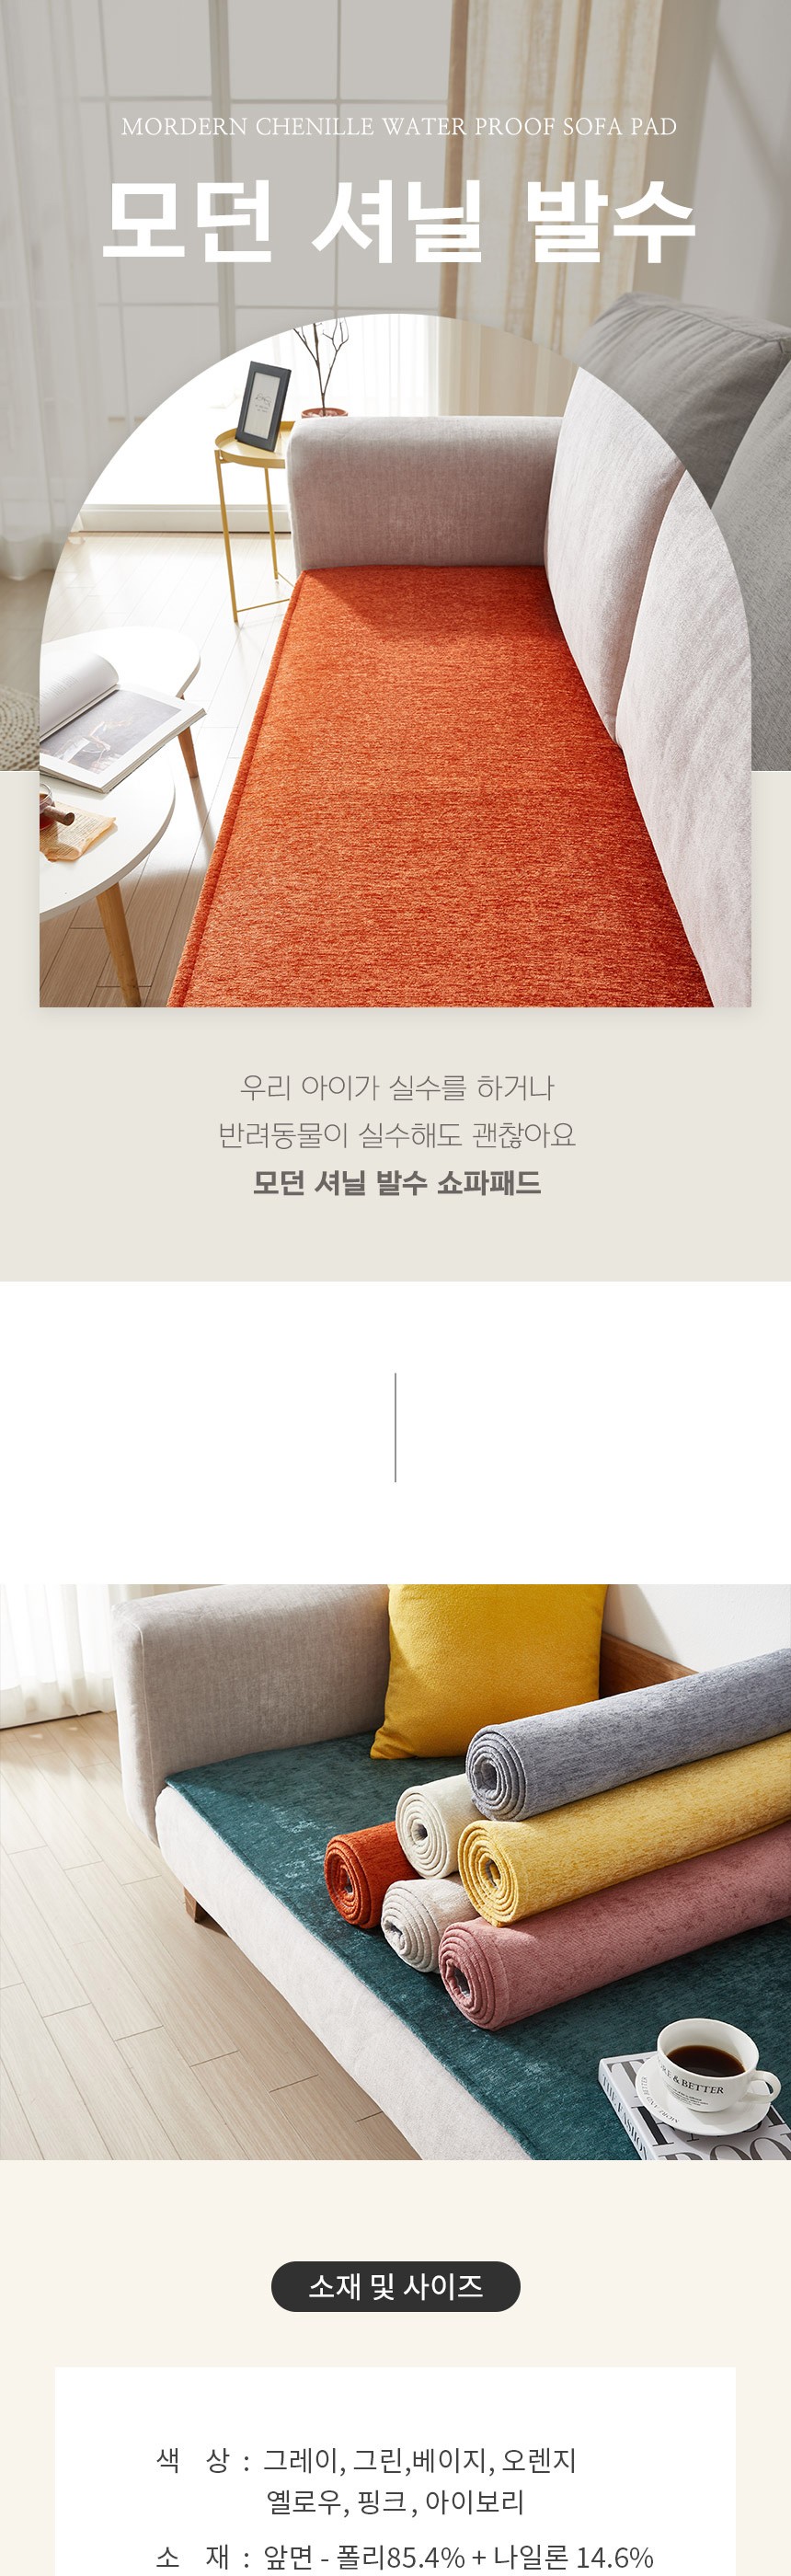 MORDERN CHENILLE WATER PROOF SOFA PAD
모던 셔닐 발수
우리 아이가 실수를 하거나
반려동물이 실수해도 괜찮아요
모던 셔닐 발수 쇼파패드
& BETTER
THE FASHION
소재 및 사이즈
색 상 : 그레이, 그린,베이지, 오렌지
옐로우, 핑크, 아이보리
소 재 : 앞면 - 폴리85.4% + 나일론 14.6%